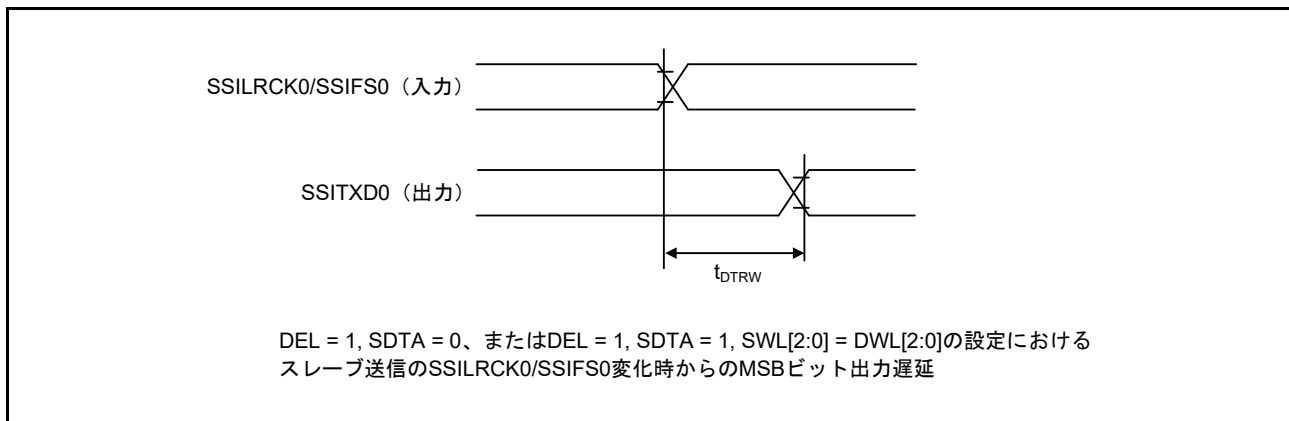 SSILRCK0/SSIFS0（入力）
SSITXD0（出力）
tDTRW
DEL = 1, SDTA = 0、またはDEL = 1, SDTA = 1, SWL[2:0] = DWL[2:0]の設定における
スレーブ送信のSSILRCK0/SSIFS0変化時からのMSBビット出力遅延